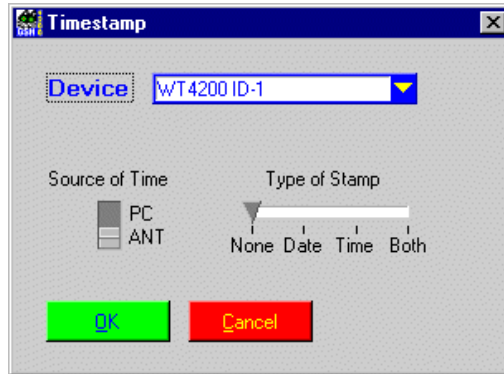 Timestamp
Device WT4200 ID-1
Source of Time
Type of Stamp
PC
ANT
None Date Time Both
OK Cancel